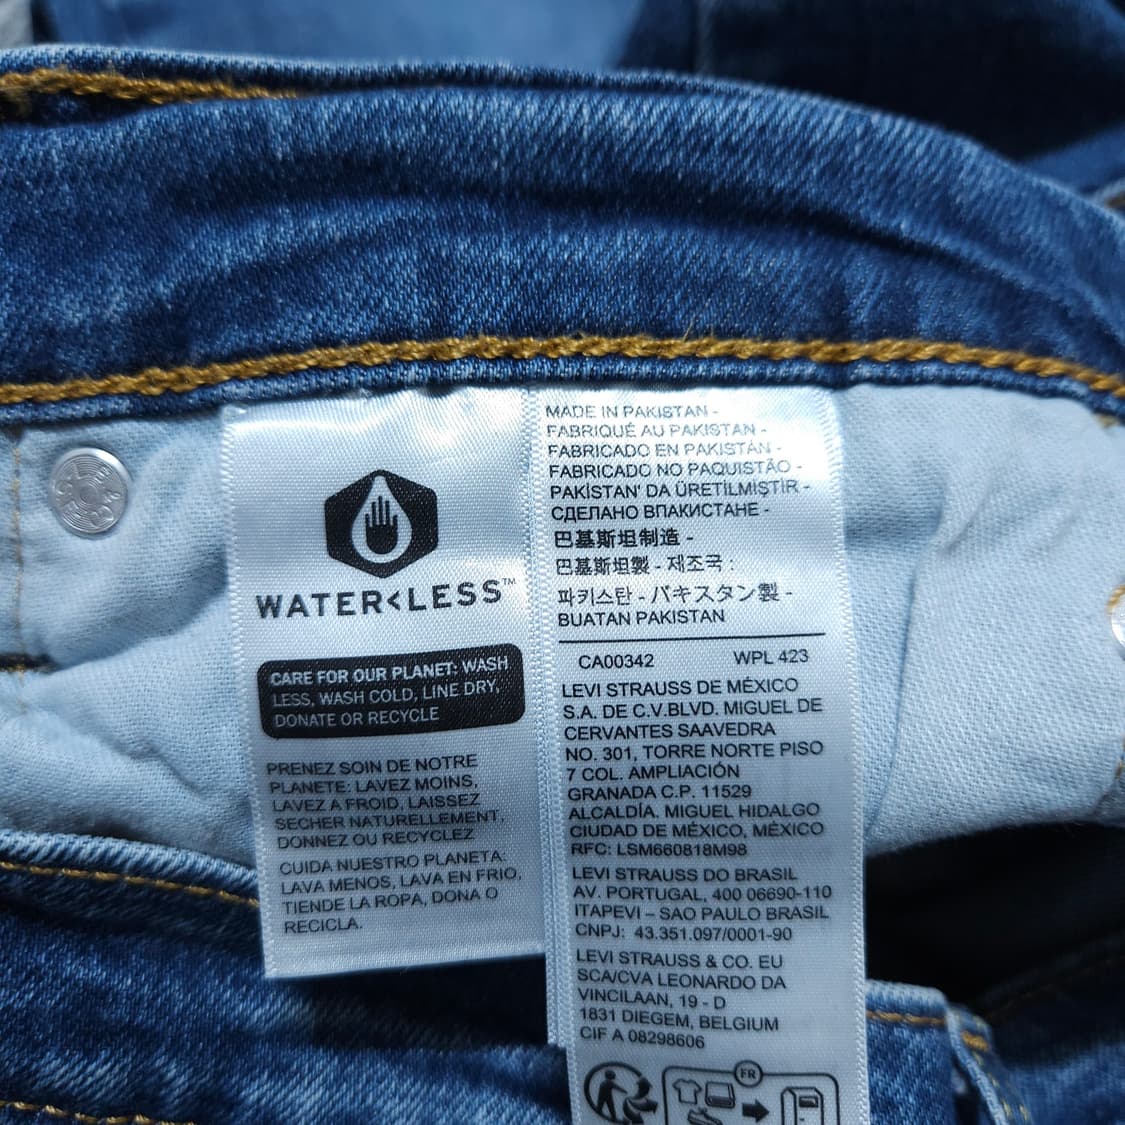 WATER<LESS™
CARE FOR OUR PLANET: WASH
LESS, WASH COLD, LINE DRY,
DONATE OR RECYCLE
PRENEZ SOIN DE NOTRE
PLANETE: LAVEZ MOINS,
LAVEZ A FROID, LAISSEZ
SECHER NATURELLEMENT,
DONNEZ OU RECYCLEZ
CUIDA NUESTRO PLANETA:
LAVA MENOS, LAVA EN FRIO,
TIENDE LA ROPA, DONA O
RECICLA.
MADE IN PAKISTAN -
FABRIQUÉ AU PAKISTAN -
FABRICADO EN PAKISTÁN -
FABRICADO NO PAQUISTÃO -
PAKİSTAN' DA ÜRETİLMİŞTİR -
СДЕЛАНО ВПАКИСТАНЕ -
巴基斯坦制造 -
巴基斯坦製 - 제조국 :
파키스탄 - パキスタン製 -
BUATAN PAKISTAN
CA00342 WPL 423
LEVI STRAUSS DE MÉXICO
S.A. DE C.V.BLVD. MIGUEL DE
CERVANTES SAAVEDRA
NO. 301, TORRE NORTE PISO
7 COL. AMPLIACIÓN
GRANADA C.P. 11529
ALCALDÍA. MIGUEL HIDALGO
CIUDAD DE MÉXICO, MÉXICO
RFC: LSM660818M98
LEVI STRAUSS DO BRASIL
AV. PORTUGAL, 400 06690-110
ITAPEVI – SAO PAULO BRASIL
CNPJ: 43.351.097/0001-90
LEVI STRAUSS & CO. EU
SCA/CVA LEONARDO DA
VINCILAAN, 19 - D
1831 DIEGEM, BELGIUM
CIF A 08298606
FR